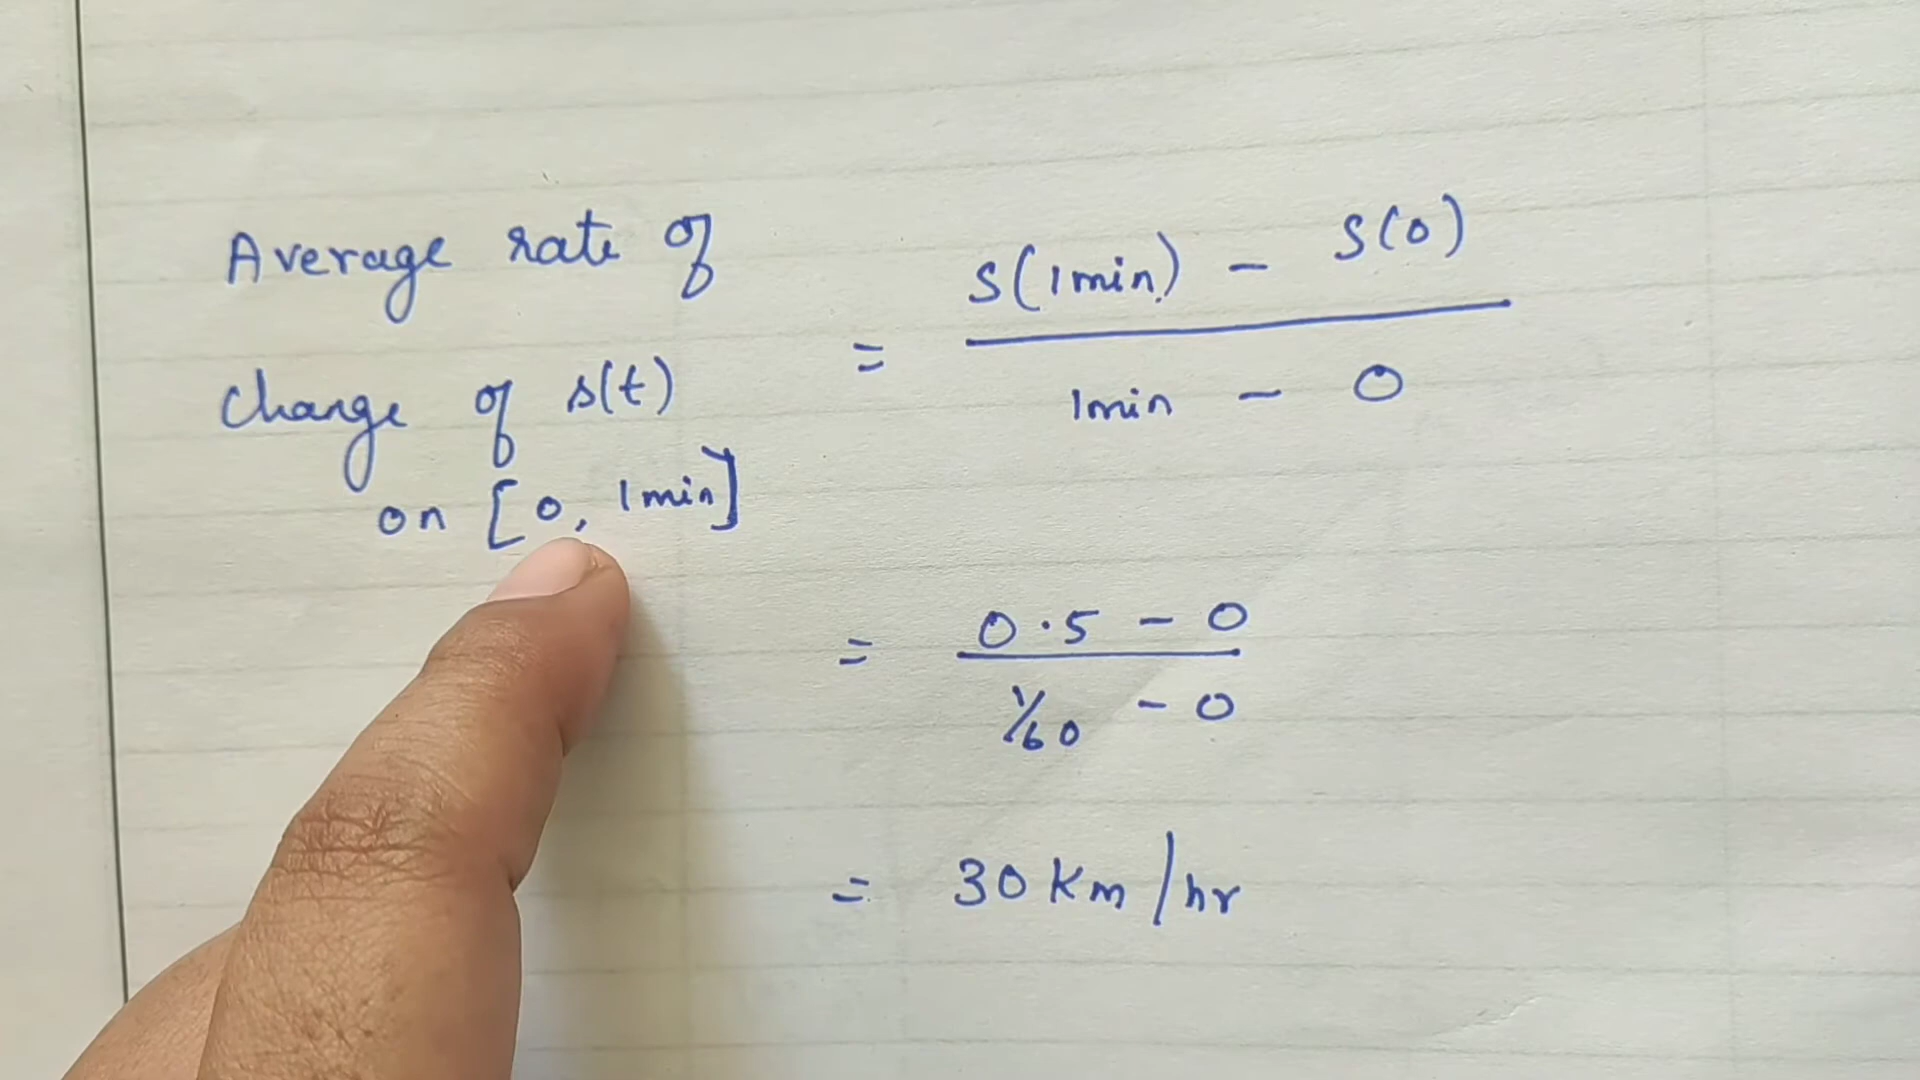 Average rate of
change of s(t)
on [0, 1min]
= s(1min) - s(0)
1min - 0
= 0.5 - 0
1/60 - 0
= 30 Km/hr